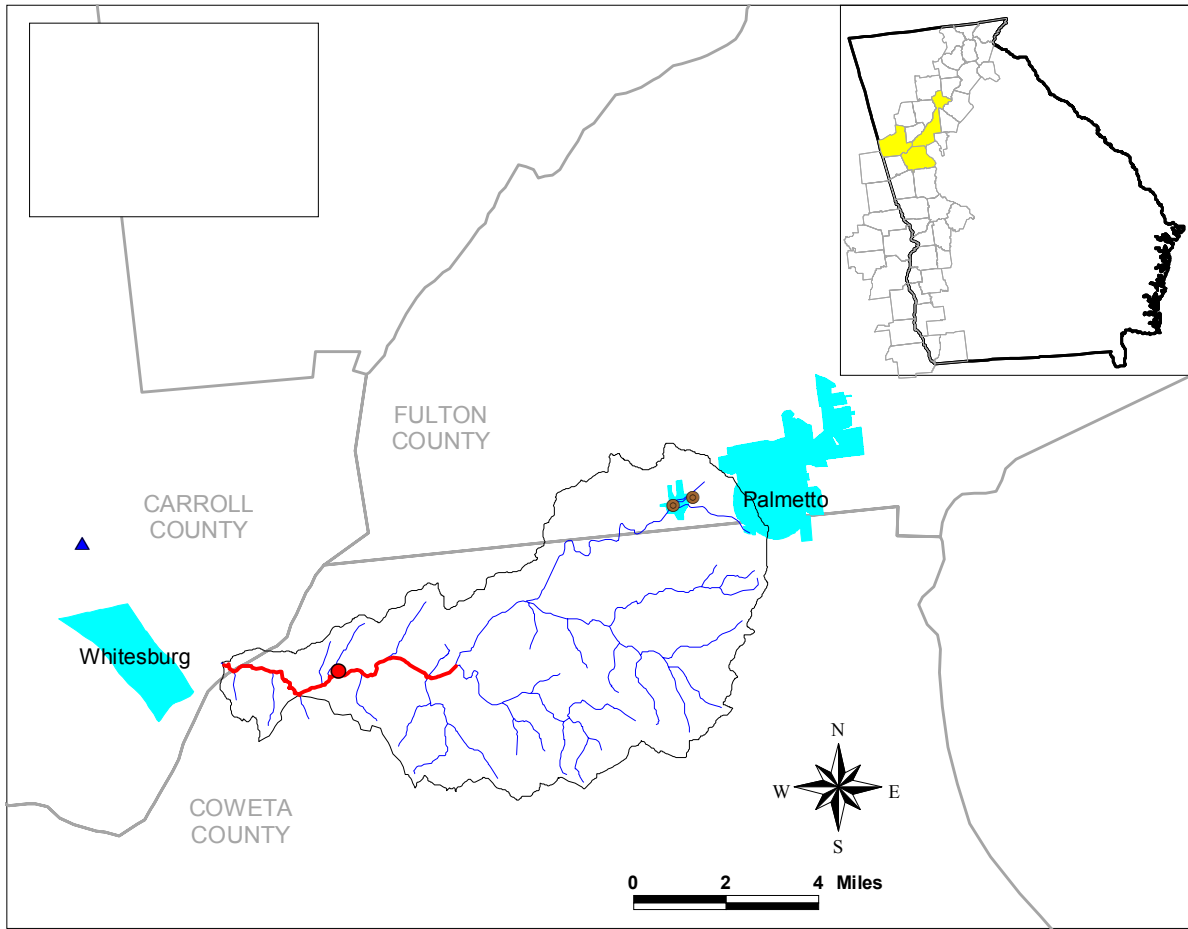 FULTON
COUNTY
CARROLL
COUNTY
Palmetto
Whitesburg
COWETA
COUNTY
N
W E
S
0 2 4 Miles